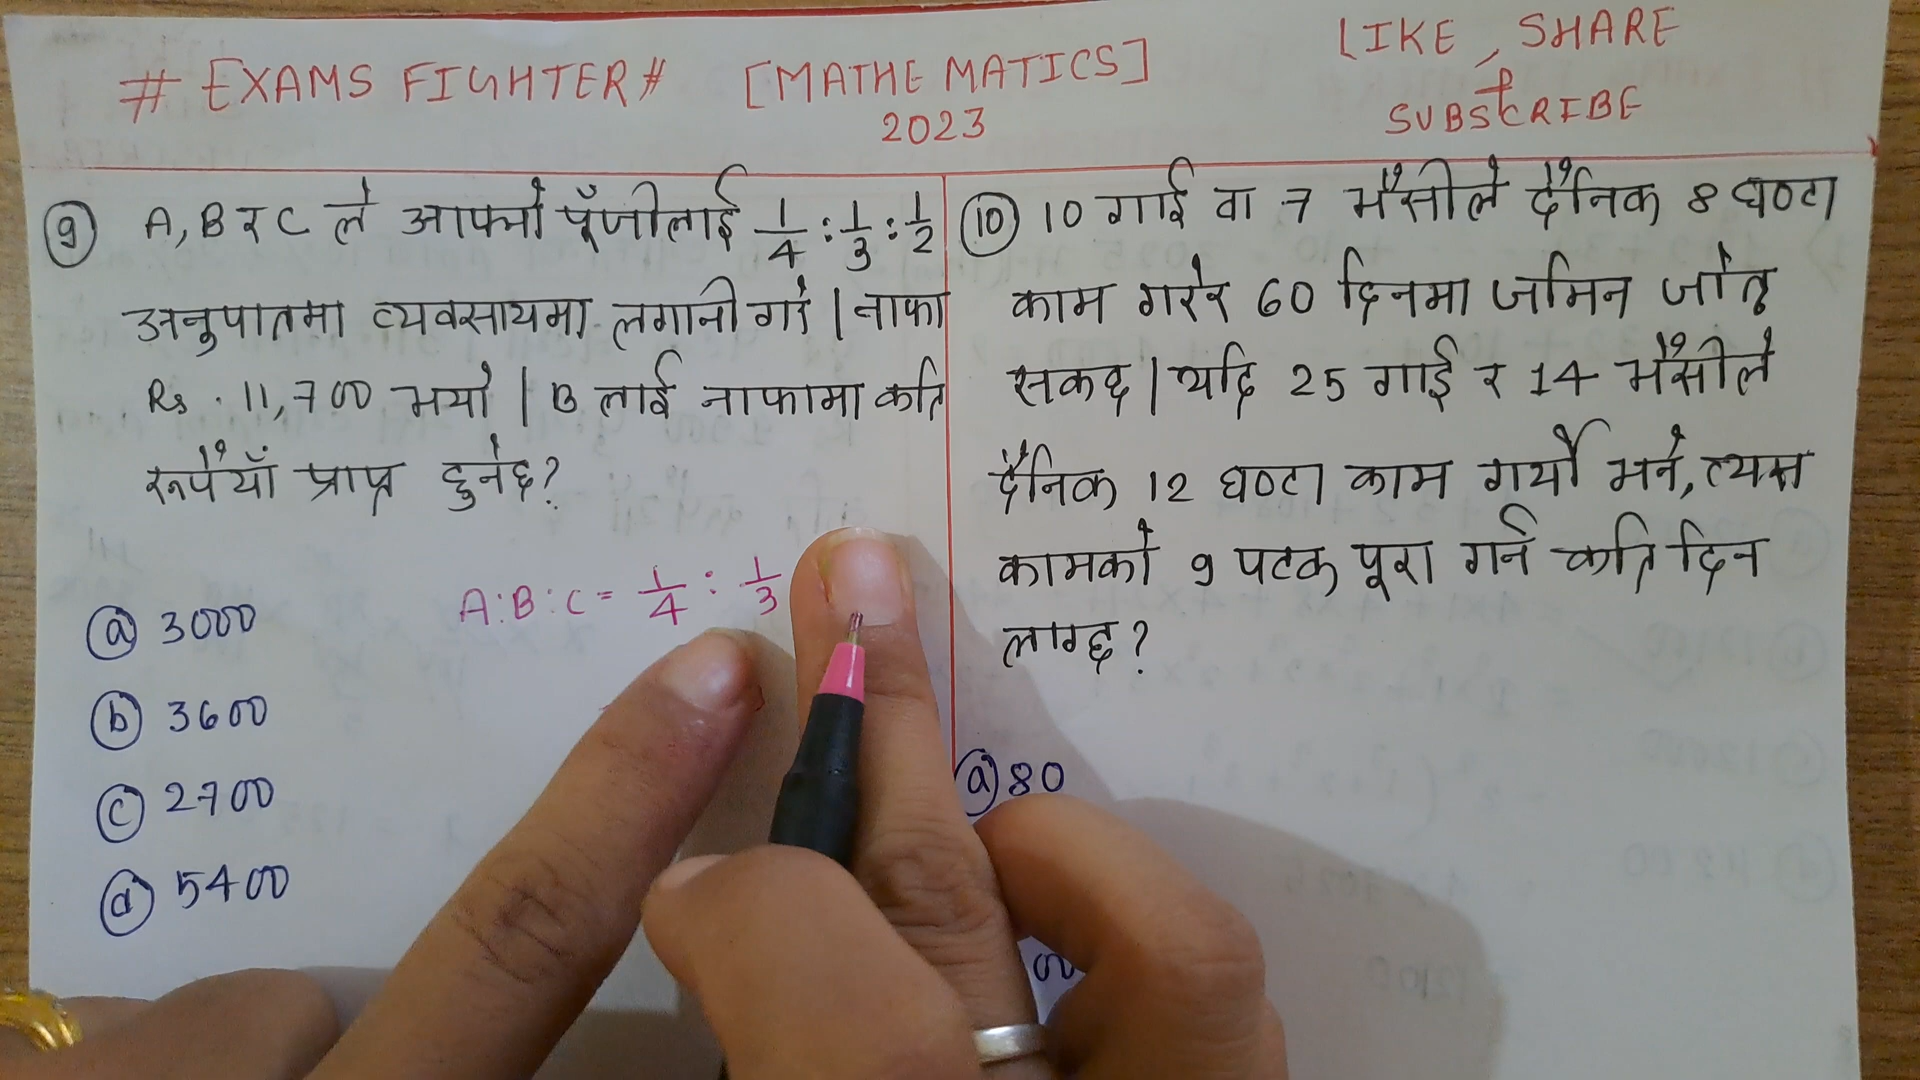 # EXAMS FIGHTER # [MATHEMATICS] 2023
LIKE, SHARE
&
SUBSCRIBE
9 A, B र C ले आफ्नो पूँजीलाई 1/4 : 1/3 : 1/2
अनुपातमा व्यवसायमा लगानी गरे | नाफा
Rs. 11,700 भयो | B लाई नाफामा कति
रूपैयाँ प्राप्त हुनेछ?
A:B:C = 1/4 : 1/3
a 3000
b 3600
c 2700
d 5400
10 10 गाई वा 7 भैंसीले दैनिक 8 घण्टा
काम गरेर 60 दिनमा जमिन जोत्न
सक्छ | यदि 25 गाई र 14 भैंसीले
दैनिक 12 घण्टा काम गर्यो भने, त्यस
कामको 9 पटक पूरा गर्न कति दिन
लाग्छ?
a 80